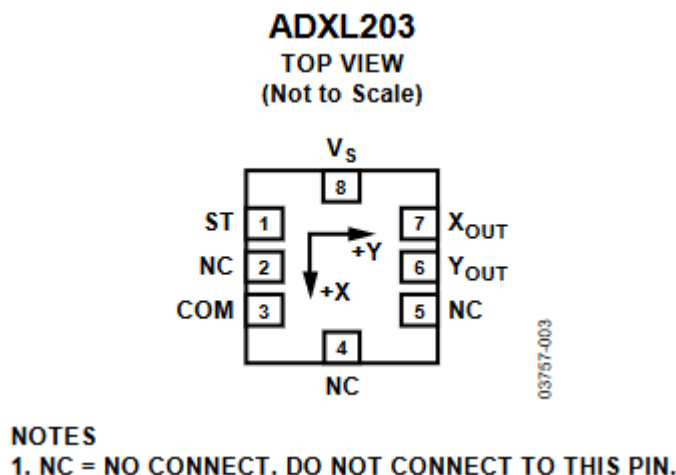 ADXL203
TOP VIEW
(Not to Scale)
VS
8
ST 1 7 XOUT
+Y
NC 2 6 YOUT
+X
COM 3 5 NC
4
NC
03757-003
NOTES
1. NC = NO CONNECT. DO NOT CONNECT TO THIS PIN.